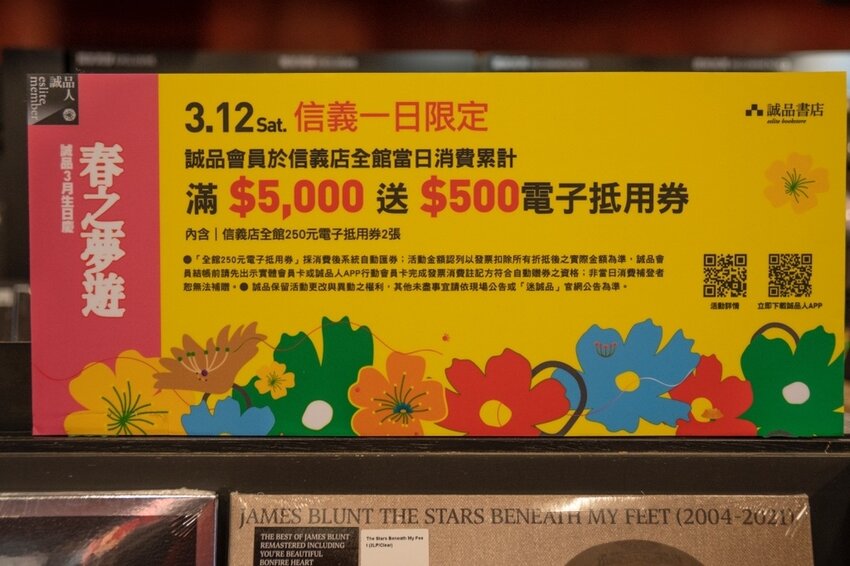 誠品人
eslite member
春之夢遊
誠品3月生日慶
3.12 Sat. 信義一日限定
誠品書店
eslite bookstore
誠品會員於信義店全館當日消費累計
滿 $5,000 送 $500電子抵用券
內含｜信義店全館250元電子抵用券2張
●「全館250元電子抵用券」採消費後系統自動匯券；活動金額認列以發票扣除所有折抵後之實際金額為準，誠品會
員結帳前請先出示實體會員卡或誠品人APP行動會員卡完成發票消費註記方符合自動贈券之資格；非當日消費補登者
恕無法補贈。● 誠品保留活動更改與異動之權利，其他未盡事宜請依現場公告或「迷誠品」官網公告為準。
活動詳情
立即下載誠品人APP
JAMES BLUNT THE STARS BENEATH MY FEET (2004-2021)
THE BEST OF JAMES BLUNT
REMASTERED INCLUDING
YOU'RE BEAUTIFUL
BONFIRE HEART
The Stars Beneath My Fee
t (2LP/Clear)